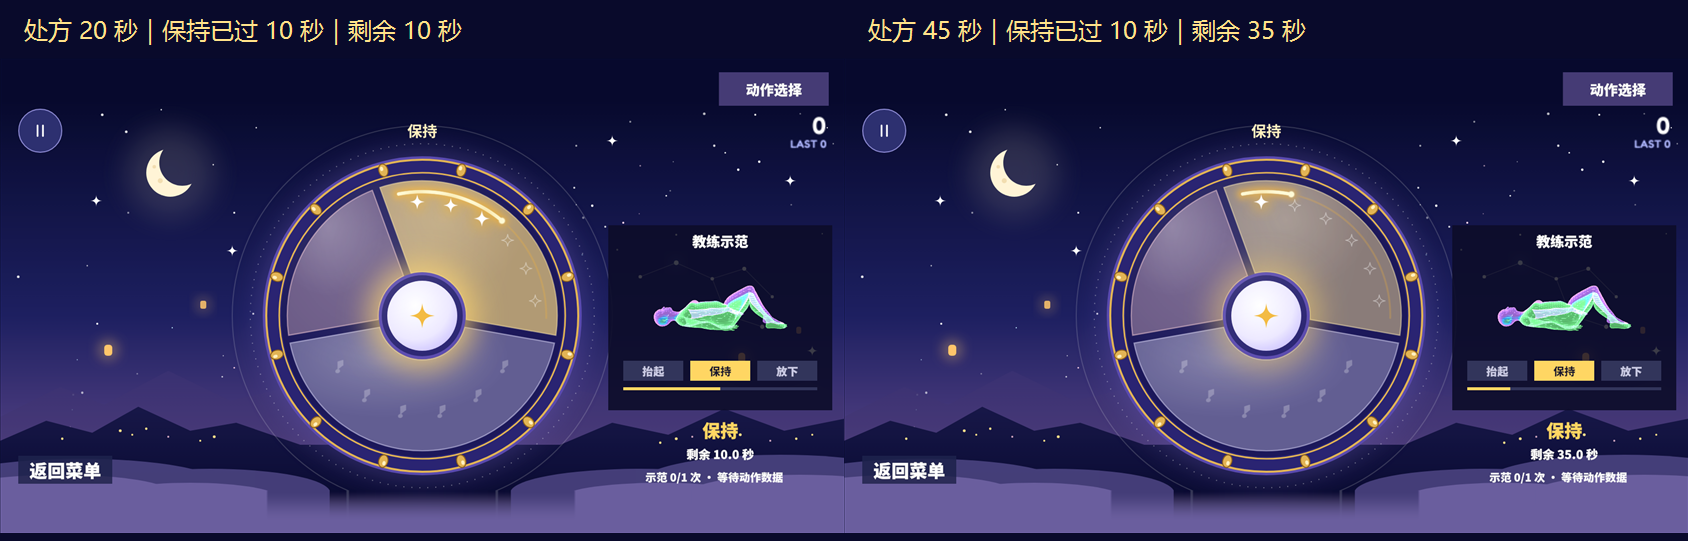 处方 20 秒 | 保持已过 10 秒 | 剩余 10 秒
动作选择
0
LAST 0
保持
教练示范
抬起 保持 放下
保持
剩余 10.0 秒
示范 0/1 次 · 等待动作数据
返回菜单
处方 45 秒 | 保持已过 10 秒 | 剩余 35 秒
动作选择
0
LAST 0
保持
教练示范
抬起 保持 放下
保持
剩余 35.0 秒
示范 0/1 次 · 等待动作数据
返回菜单